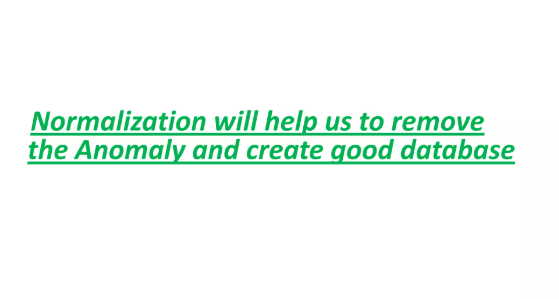 Normalization will help us to remove
the Anomaly and create good database